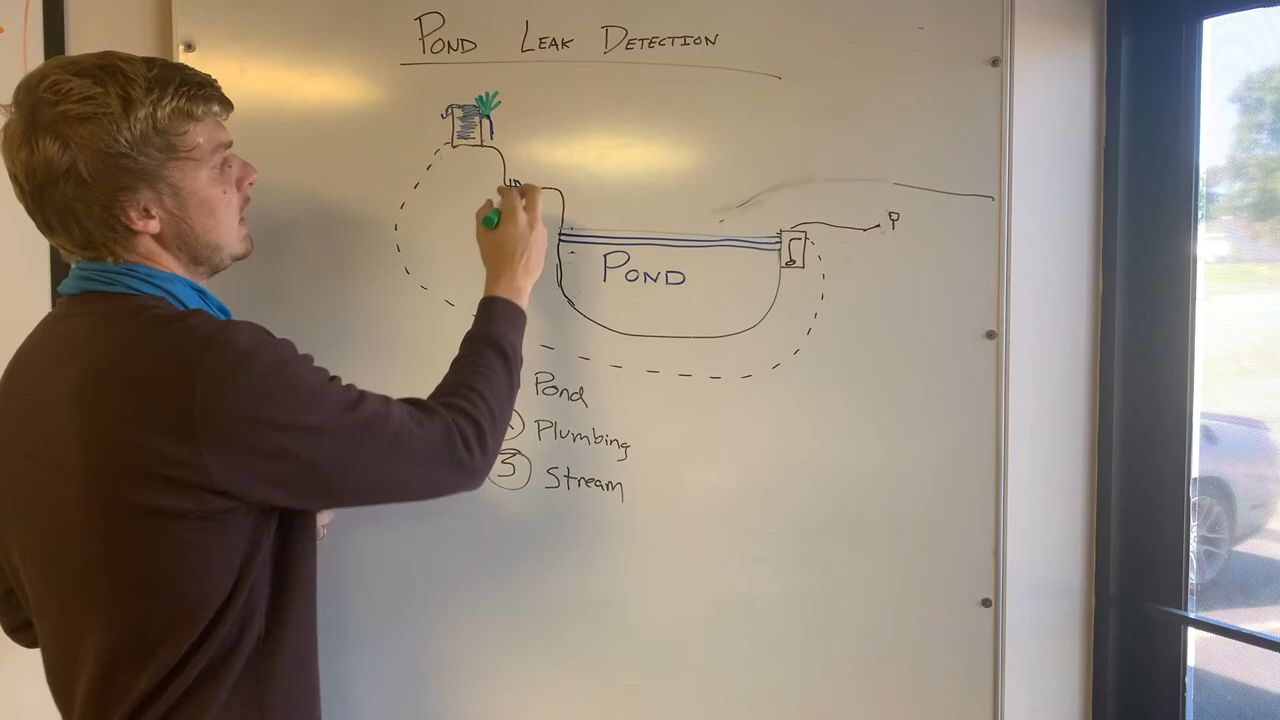 POND LEAK DETECTION
POND
Pond
Plumbing
3 Stream